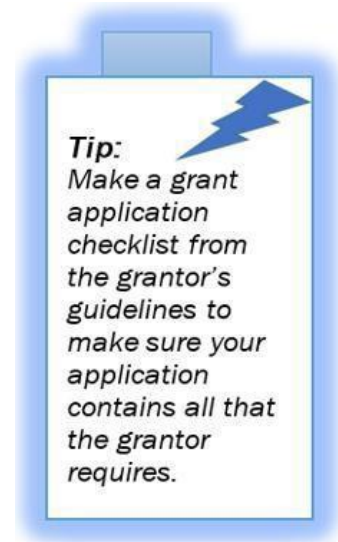 Tip:
Make a grant
application
checklist from
the grantor’s
guidelines to
make sure your
application
contains all that
the grantor
requires.